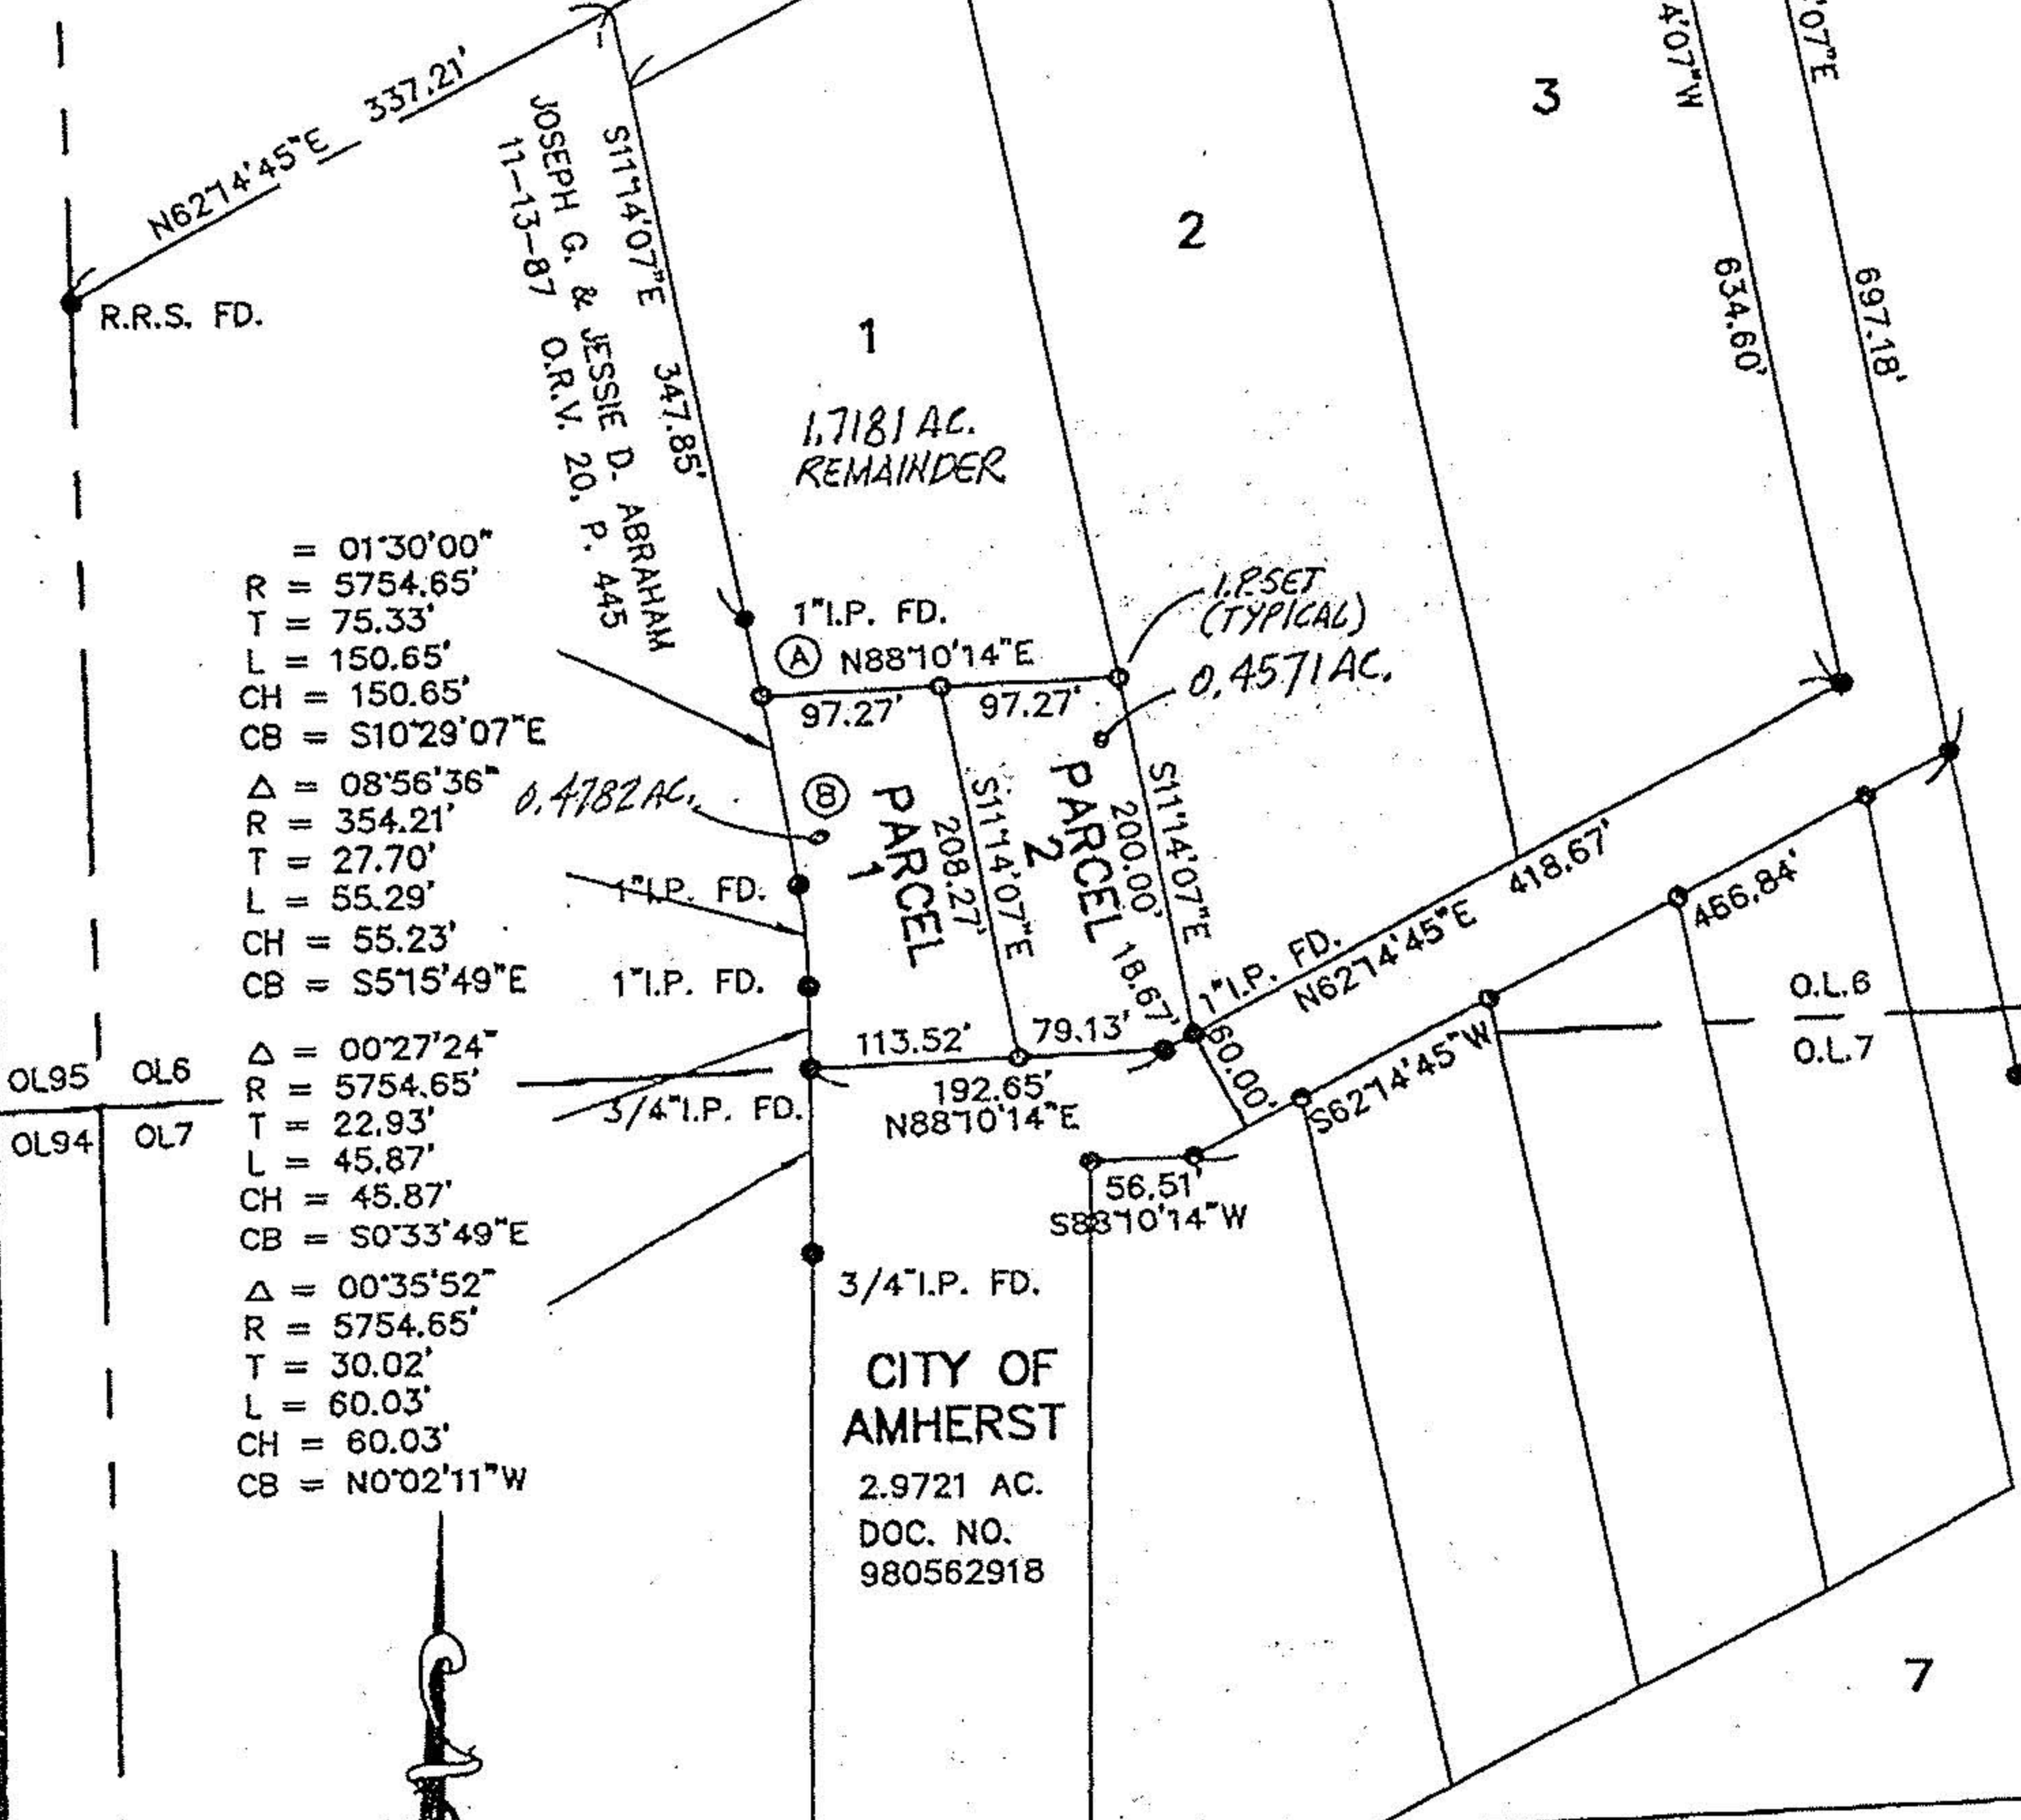 N62°14'45"E 337.21'
R.R.S. FD.
JOSEPH G. & JESSIE D. ABRAHAM
11-13-87 O.R.V. 20, P. 445
S11°14'07"E 347.85'
1
1.7181 AC.
REMAINDER
2
3
4'07"W
634.60'
'07"E
697.18'
= 01°30'00"
R = 5754.65'
T = 75.33'
L = 150.65'
CH = 150.65'
CB = S10°29'07"E
Δ = 08°56'36"
R = 354.21'
T = 27.70'
L = 55.29'
CH = 55.23'
CB = S5°15'49"E
Δ = 00°27'24"
R = 5754.65'
T = 22.93'
L = 45.87'
CH = 45.87'
CB = S0°33'49"E
Δ = 00°35'52"
R = 5754.65'
T = 30.02'
L = 60.03'
CH = 60.03'
CB = N0°02'11"W
1"I.P. FD.
A N88°10'14"E
97.27'
97.27'
I.P. SET
(TYPICAL)
0.4571 AC.
0.4782 AC.
B
PARCEL
1
S11°14'07"E
208.27'
PARCEL
2
S11°14'07"E
200.00'
18.67'
1"I.P. FD.
1"I.P. FD.
1"I.P. FD.
N62°14'45"E 418.67'
466.84'
S62°14'45"W
60.00'
113.52'
79.13'
192.65'
N88°10'14"E
3/4"I.P. FD.
56.51'
S88°10'14"W
3/4"I.P. FD.
OL95 OL6
OL94 OL7
O.L.6
O.L.7
CITY OF
AMHERST
2.9721 AC.
DOC. NO.
980562918
7